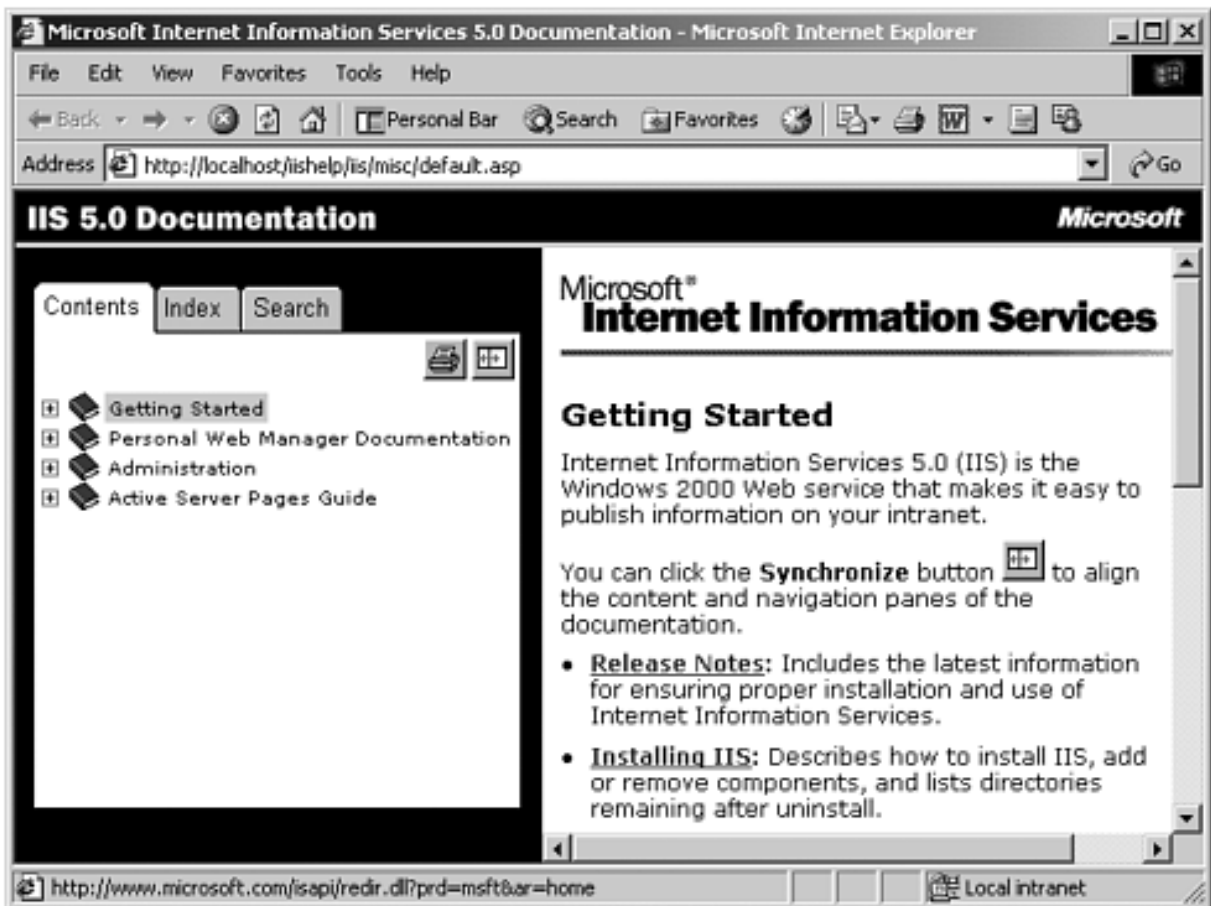 Microsoft Internet Information Services 5.0 Documentation - Microsoft Internet Explorer
File Edit View Favorites Tools Help
Back Personal Bar Search Favorites
Address http://localhost/iishelp/iis/misc/default.asp Go
IIS 5.0 Documentation Microsoft
Contents Index Search
Getting Started
Personal Web Manager Documentation
Administration
Active Server Pages Guide
Microsoft®
Internet Information Services
Getting Started
Internet Information Services 5.0 (IIS) is the
Windows 2000 Web service that makes it easy to
publish information on your intranet.
You can click the Synchronize button to align
the content and navigation panes of the
documentation.
• Release Notes: Includes the latest information
for ensuring proper installation and use of
Internet Information Services.
• Installing IIS: Describes how to install IIS, add
or remove components, and lists directories
remaining after uninstall.
http://www.microsoft.com/isapi/redir.dll?prd=msft&ar=home Local intranet